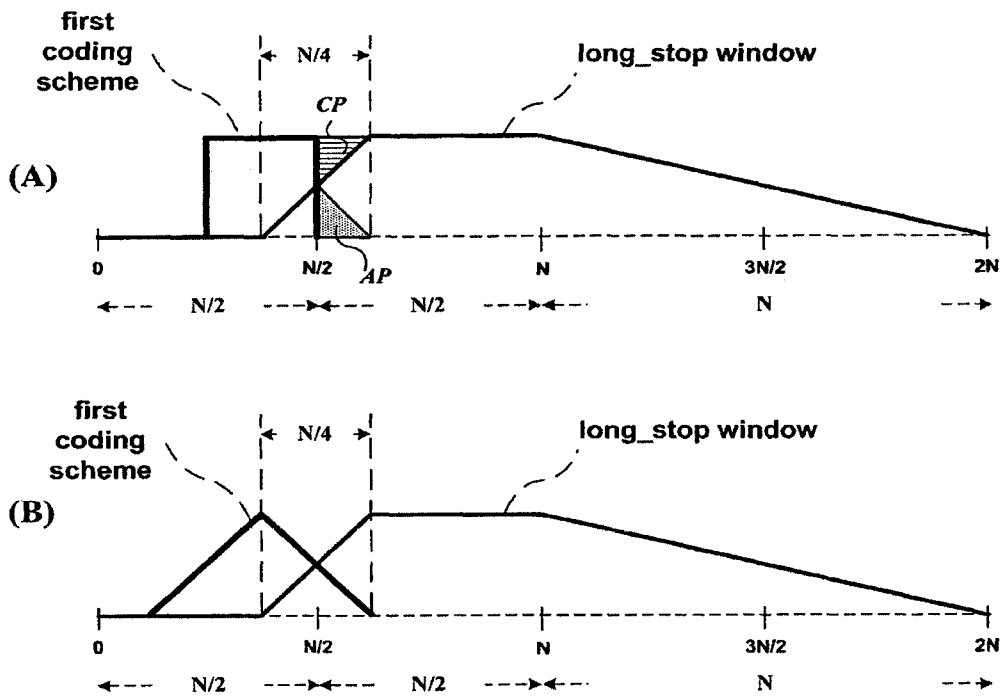 first
coding
scheme
N/4
long_stop window
CP
(A)
AP
0
N/2
N
3N/2
2N
N/2
N/2
N
first
coding
scheme
N/4
long_stop window
(B)
0
N/2
N
3N/2
2N
N/2
N/2
N